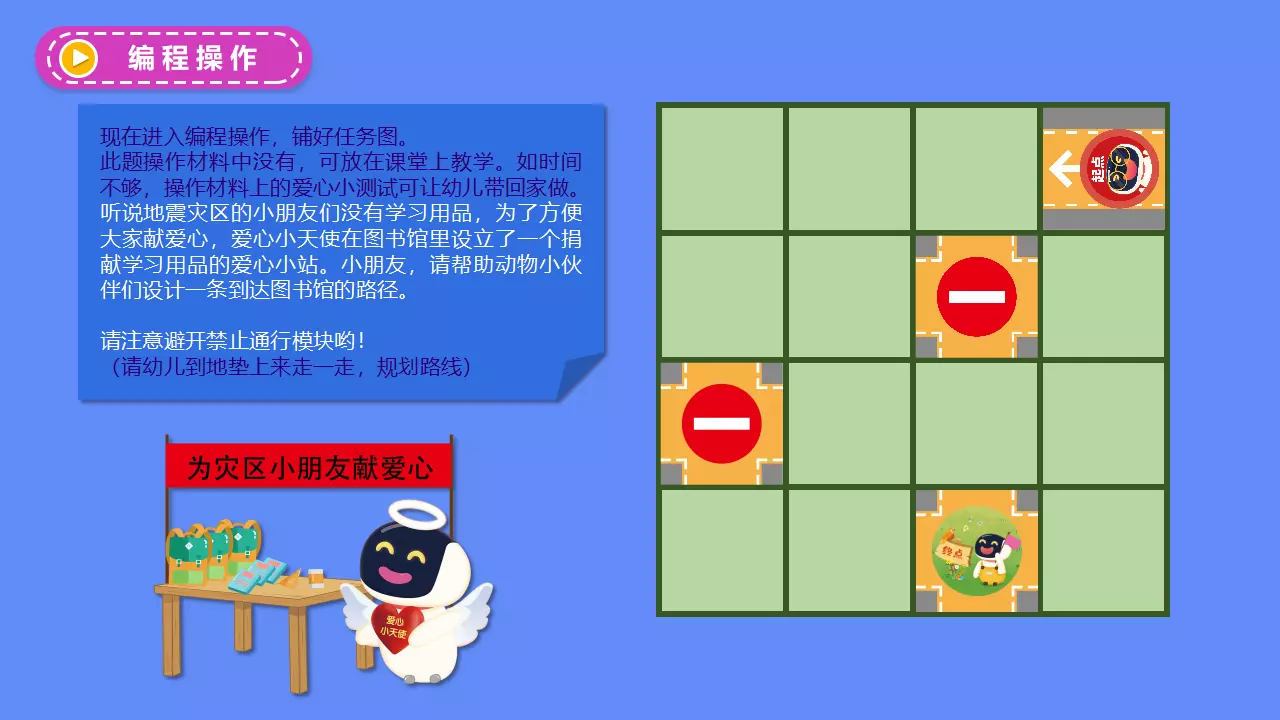 编程操作
现在进入编程操作，铺好任务图。
此题操作材料中没有，可放在课堂上教学。如时间
不够，操作材料上的爱心小测试可让幼儿带回家做。
听说地震灾区的小朋友们没有学习用品，为了方便
大家献爱心，爱心小天使在图书馆里设立了一个捐
献学习用品的爱心小站。小朋友，请帮助动物小伙
伴们设计一条到达图书馆的路径。
请注意避开禁止通行模块哟！
（请幼儿到地垫上来走一走，规划路线）
起点
终点
为灾区小朋友献爱心
爱心
小天使